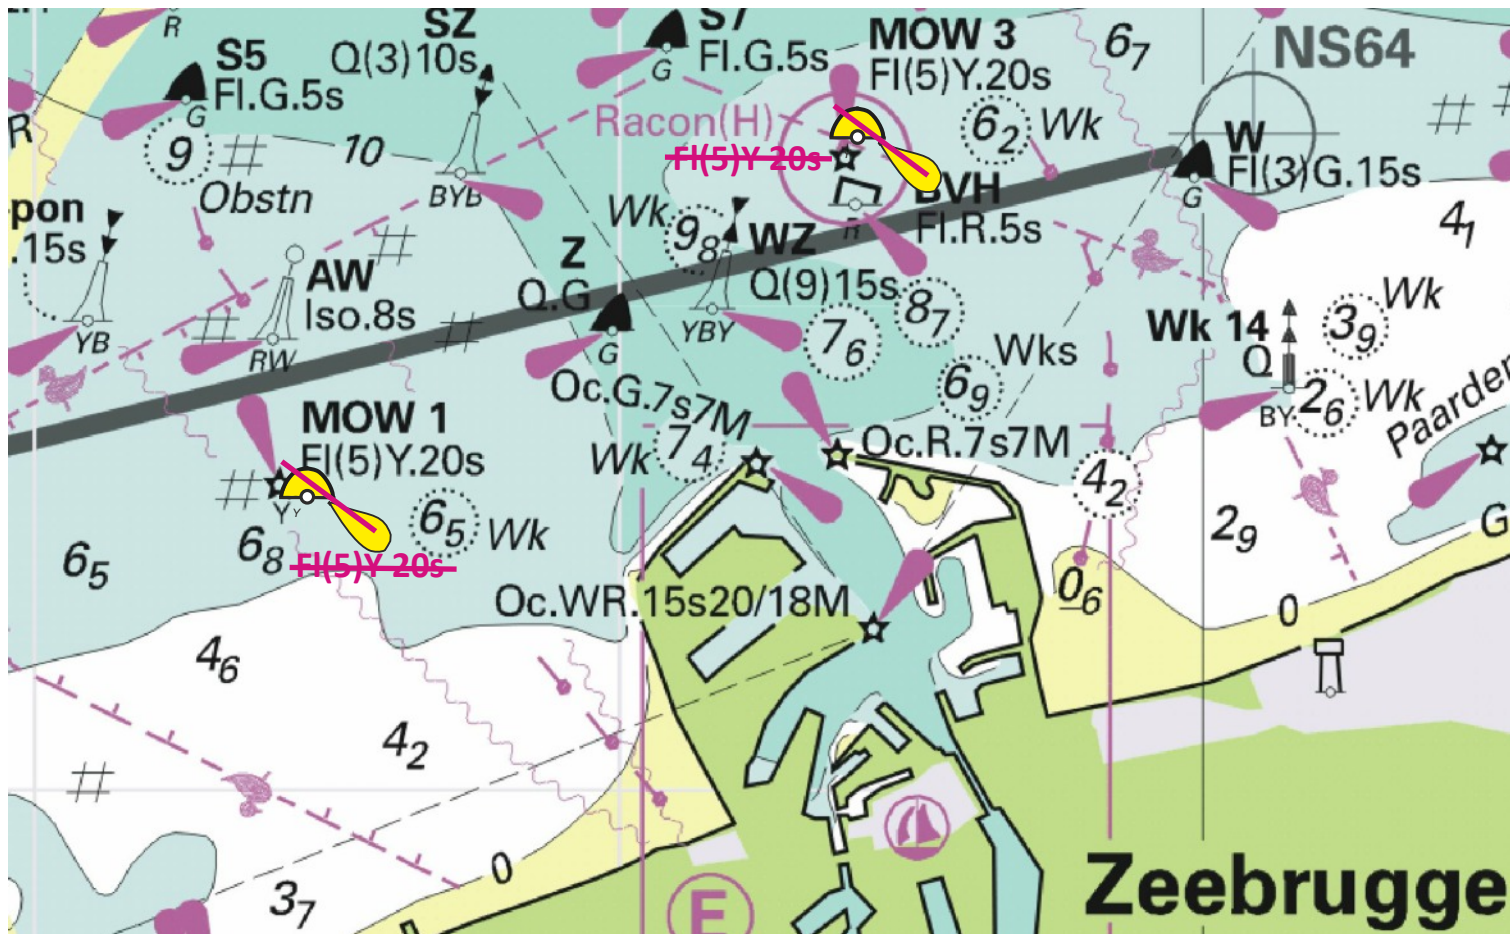 R
S5
Fl.G.5s
G
SZ
Q(3)10s
BYB
S7
Fl.G.5s
G
MOW 3
Fl(5)Y.20s
6₇
NS64
R
9
Obstn
10
Racon(H)
Fl(5)Y 20s
6₂ Wk
W
Fl(3)G.15s
G
pon
.15s
YB
AW
Iso.8s
RW
Z
Q.G
G
Wk
9₈
WZ
Q(9)15s
YBY
BVH
Fl.R.5s
R
4₁
8₇
7₆
Wk
3₉
Wk 14
Q
BY
2₆ Wk
Wks
6₉
Paarden
MOW 1
Fl(5)Y.20s
Y
Y
Oc.G.7s7M
Wk
7₄
Oc.R.7s7M
4₂
6₅ Wk
6₈
Fl(5)Y 20s
6₅
2₉
G
Oc.WR.15s20/18M
0₆
0
4₆
4₂
0
3₇
E
Zeebrugge